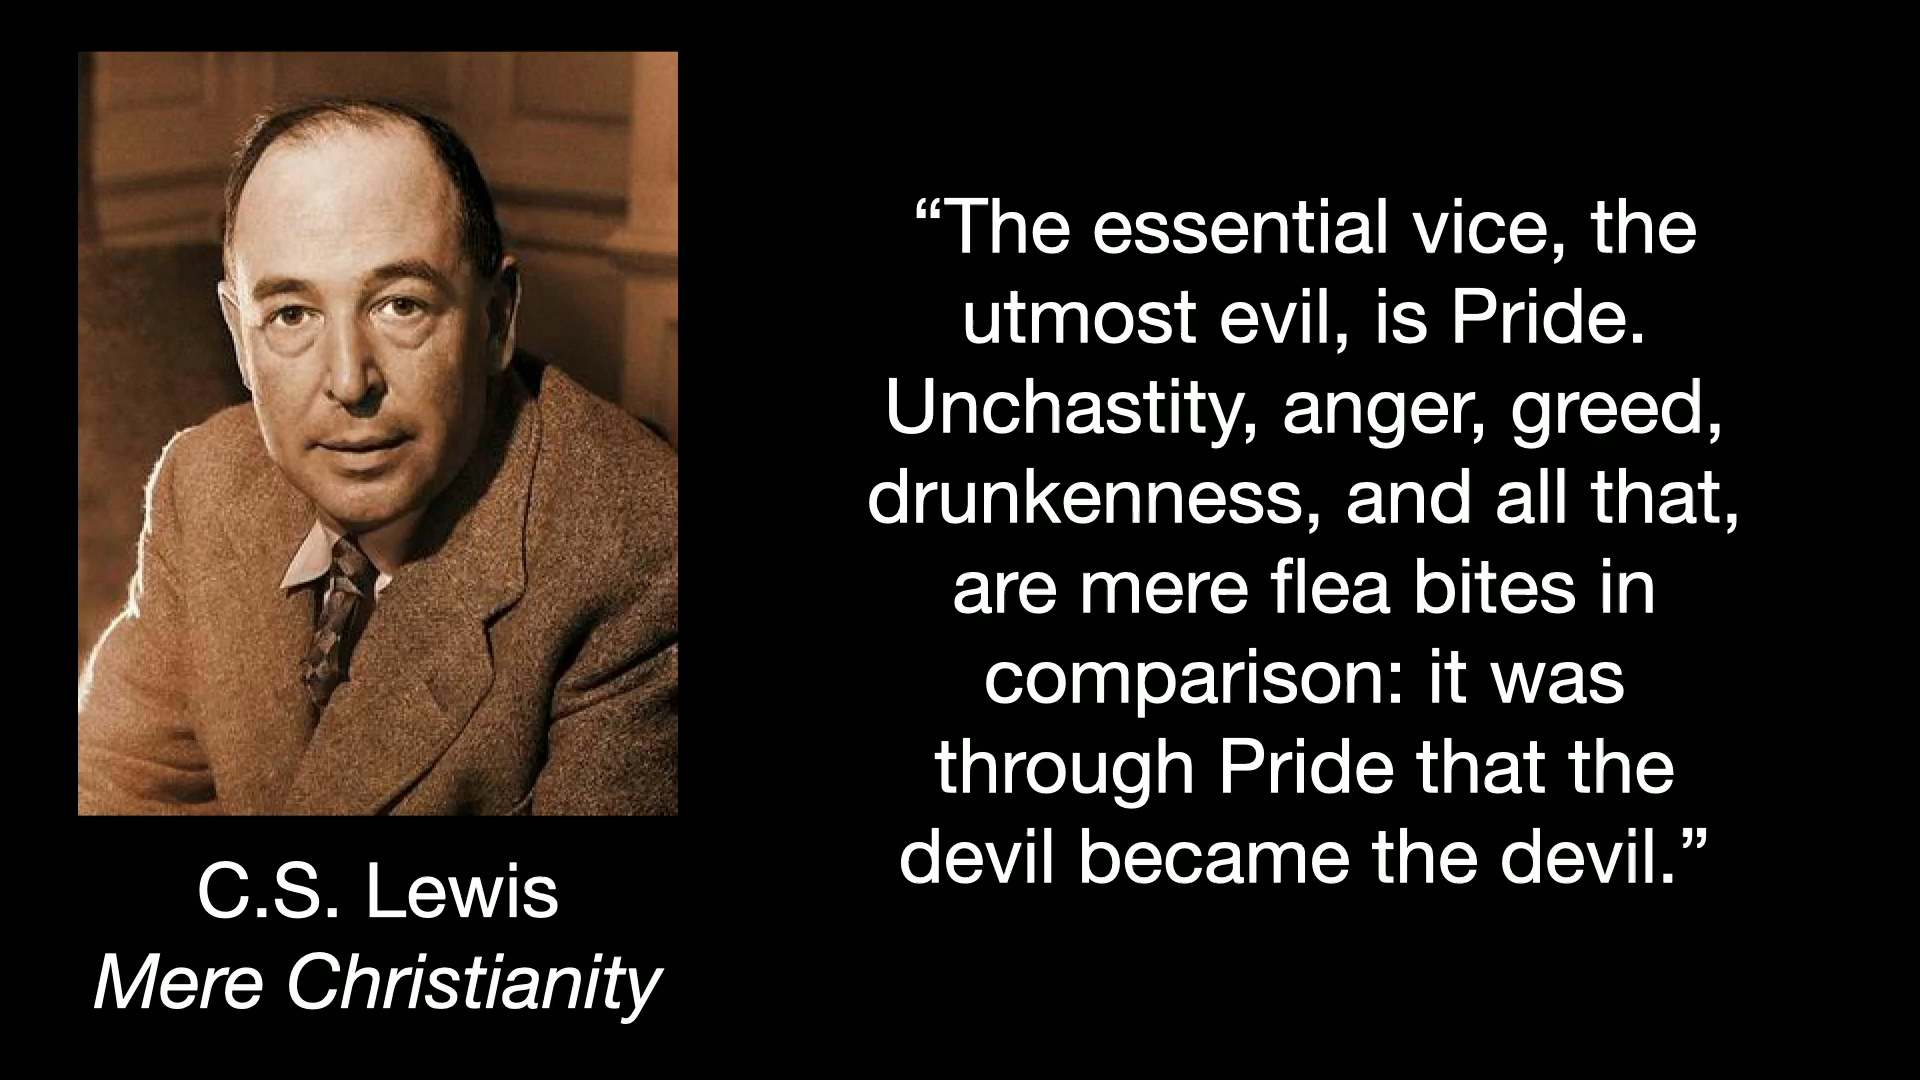 C.S. Lewis
Mere Christianity
“The essential vice, the
utmost evil, is Pride.
Unchastity, anger, greed,
drunkenness, and all that,
are mere flea bites in
comparison: it was
through Pride that the
devil became the devil.”